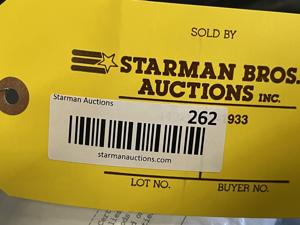 SOLD BY
STARMAN BROS.
AUCTIONS INC.
Starman Auctions
262
933
starmanauctions.com
LOT NO.
BUYER NO.